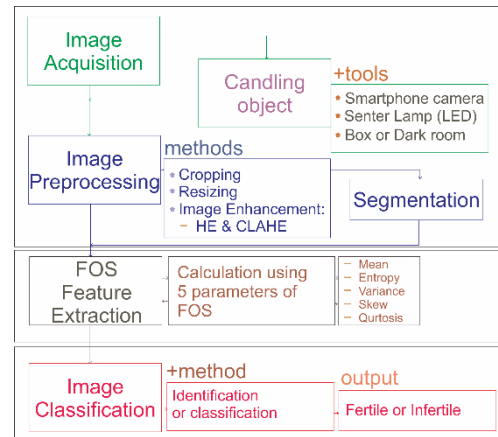 Image
Acquisition
Candling
object
+tools
• Smartphone camera
• Senter Lamp (LED)
• Box or Dark room
Image
Preprocessing
methods
* Cropping
* Resizing
* Image Enhancement:
– HE & CLAHE
Segmentation
FOS
Feature
Extraction
Calculation using
5 parameters of
FOS
– Mean
– Entropy
– Variance
– Skew
– Qurtosis
Image
Classification
+method
Identification
or classification
output
Fertile or Infertile